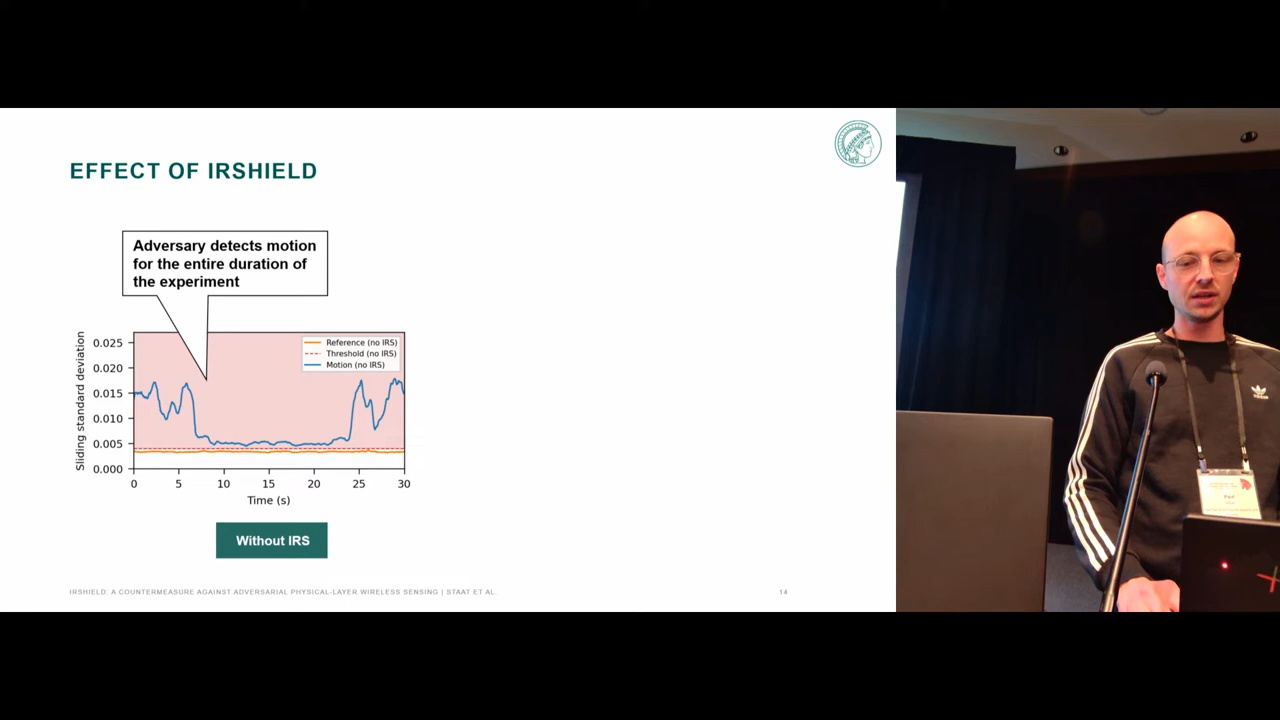 EFFECT OF IRSHIELD
Adversary detects motion
for the entire duration of
the experiment
Sliding standard deviation
0.025
0.020
0.015
0.010
0.005
0.000
Reference (no IRS)
Threshold (no IRS)
Motion (no IRS)
0 5 10 15 20 25 30
Time (s)
Without IRS
IRSHIELD: A COUNTERMEASURE AGAINST ADVERSARIAL PHYSICAL-LAYER WIRELESS SENSING | STAAT ET AL.
14
adidas
Paul